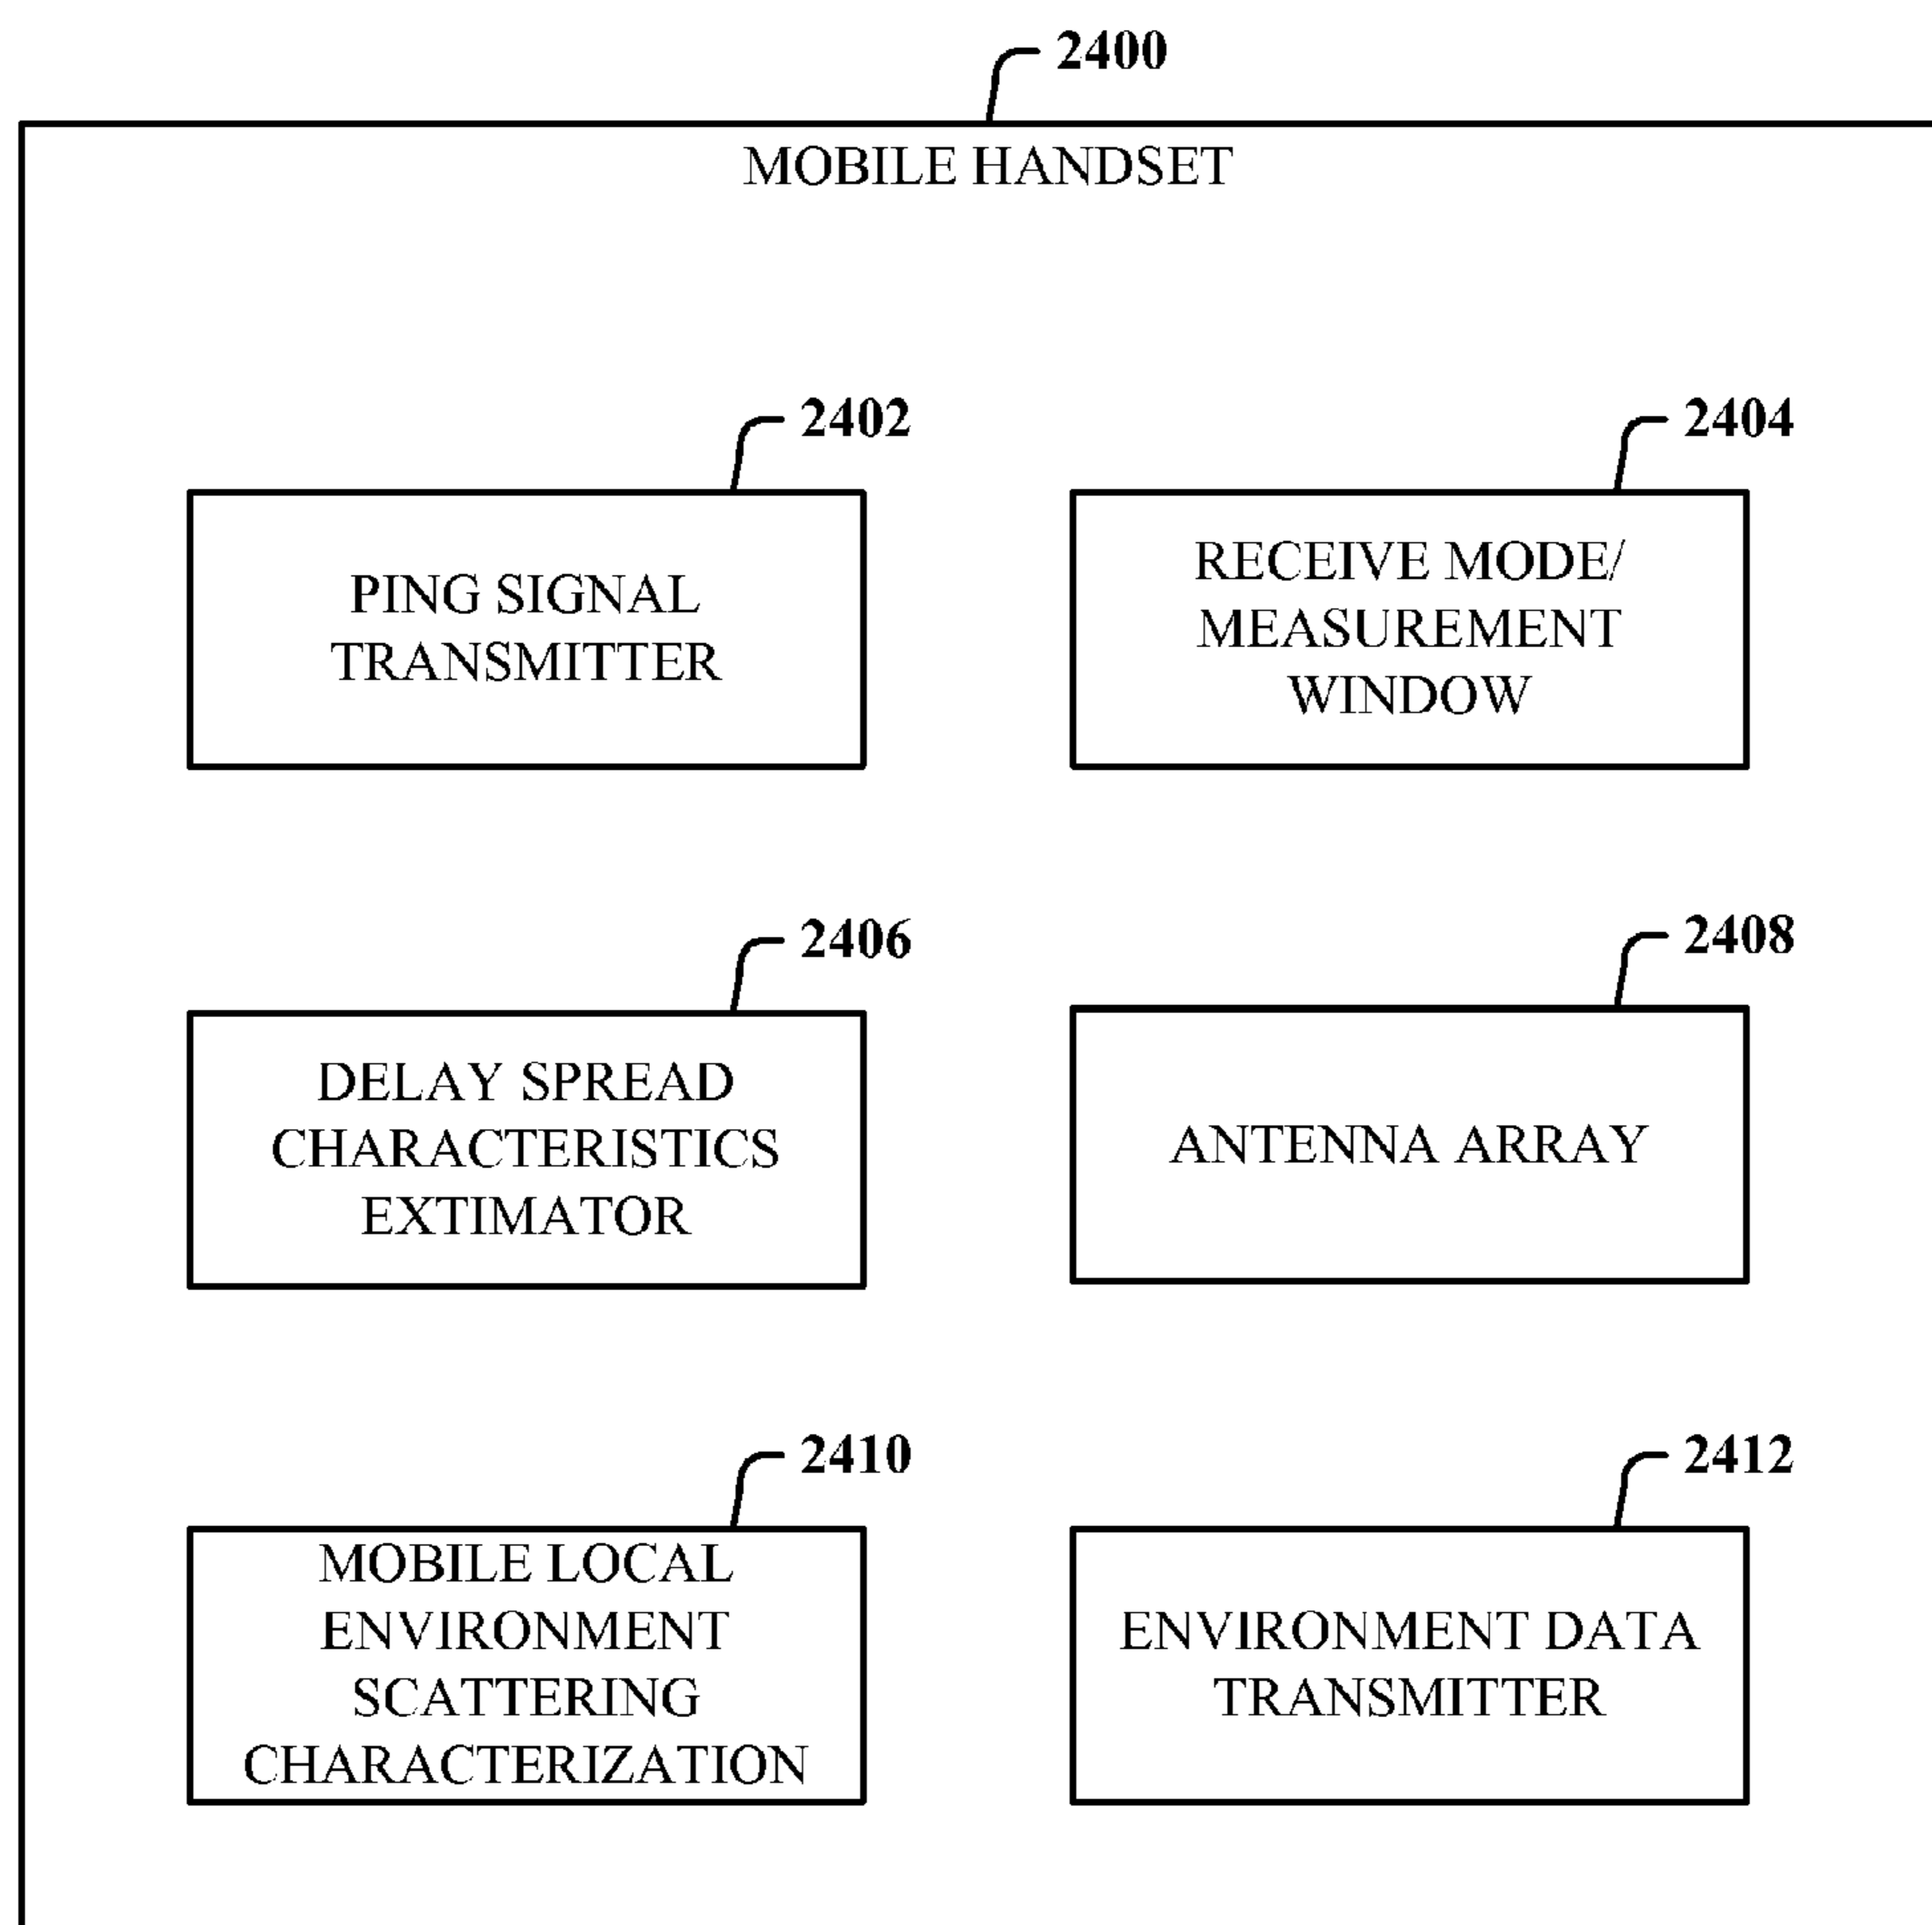 2400
MOBILE HANDSET
2402
PING SIGNAL
TRANSMITTER
2404
RECEIVE MODE/
MEASUREMENT
WINDOW
2406
DELAY SPREAD
CHARACTERISTICS
EXTIMATOR
2408
ANTENNA ARRAY
2410
MOBILE LOCAL
ENVIRONMENT
SCATTERING
CHARACTERIZATION
2412
ENVIRONMENT DATA
TRANSMITTER